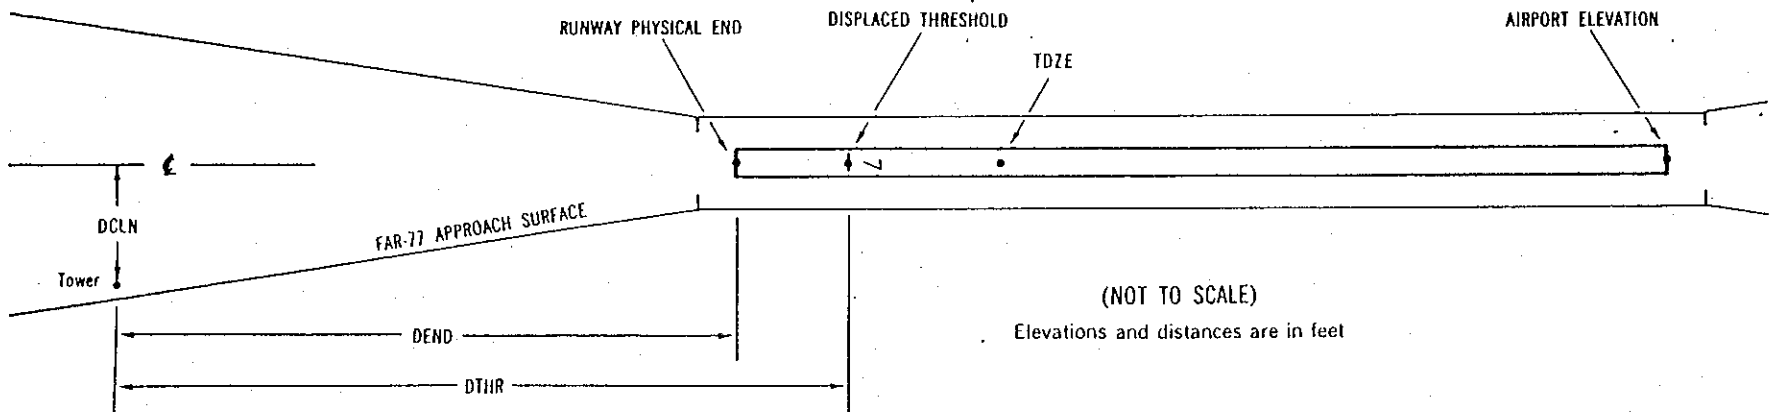 RUNWAY PHYSICAL END
DISPLACED THRESHOLD
AIRPORT ELEVATION
TDZE
℄
7
DCLN
FAR-77 APPROACH SURFACE
Tower
(NOT TO SCALE)
Elevations and distances are in feet
DEND
DTHR